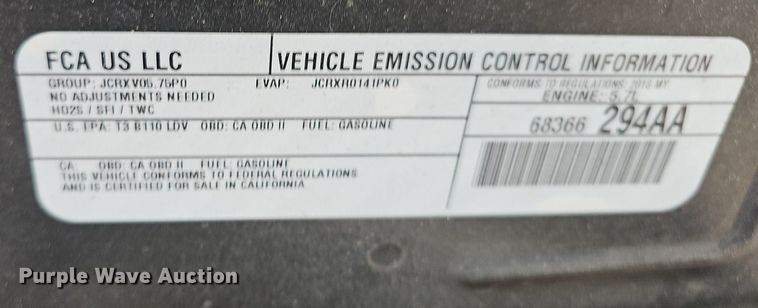 FCA US LLC
VEHICLE EMISSION CONTROL INFORMATION
GROUP: JCRXV05.75P0 EVAP: JCRXR0141PK0
NO ADJUSTMENTS NEEDED
HO2S / SFI / TWC
CONFORMS TO REGULATIONS: 2018 MY
ENGINE: 5.7L
U.S. EPA: T3 B110 LDV OBD: CA OBD II FUEL: GASOLINE
68366 294AA
CA: OBD: CA OBD II FUEL: GASOLINE
THIS VEHICLE CONFORMS TO FEDERAL REGULATIONS
AND IS CERTIFIED FOR SALE IN CALIFORNIA
Purple Wave Auction